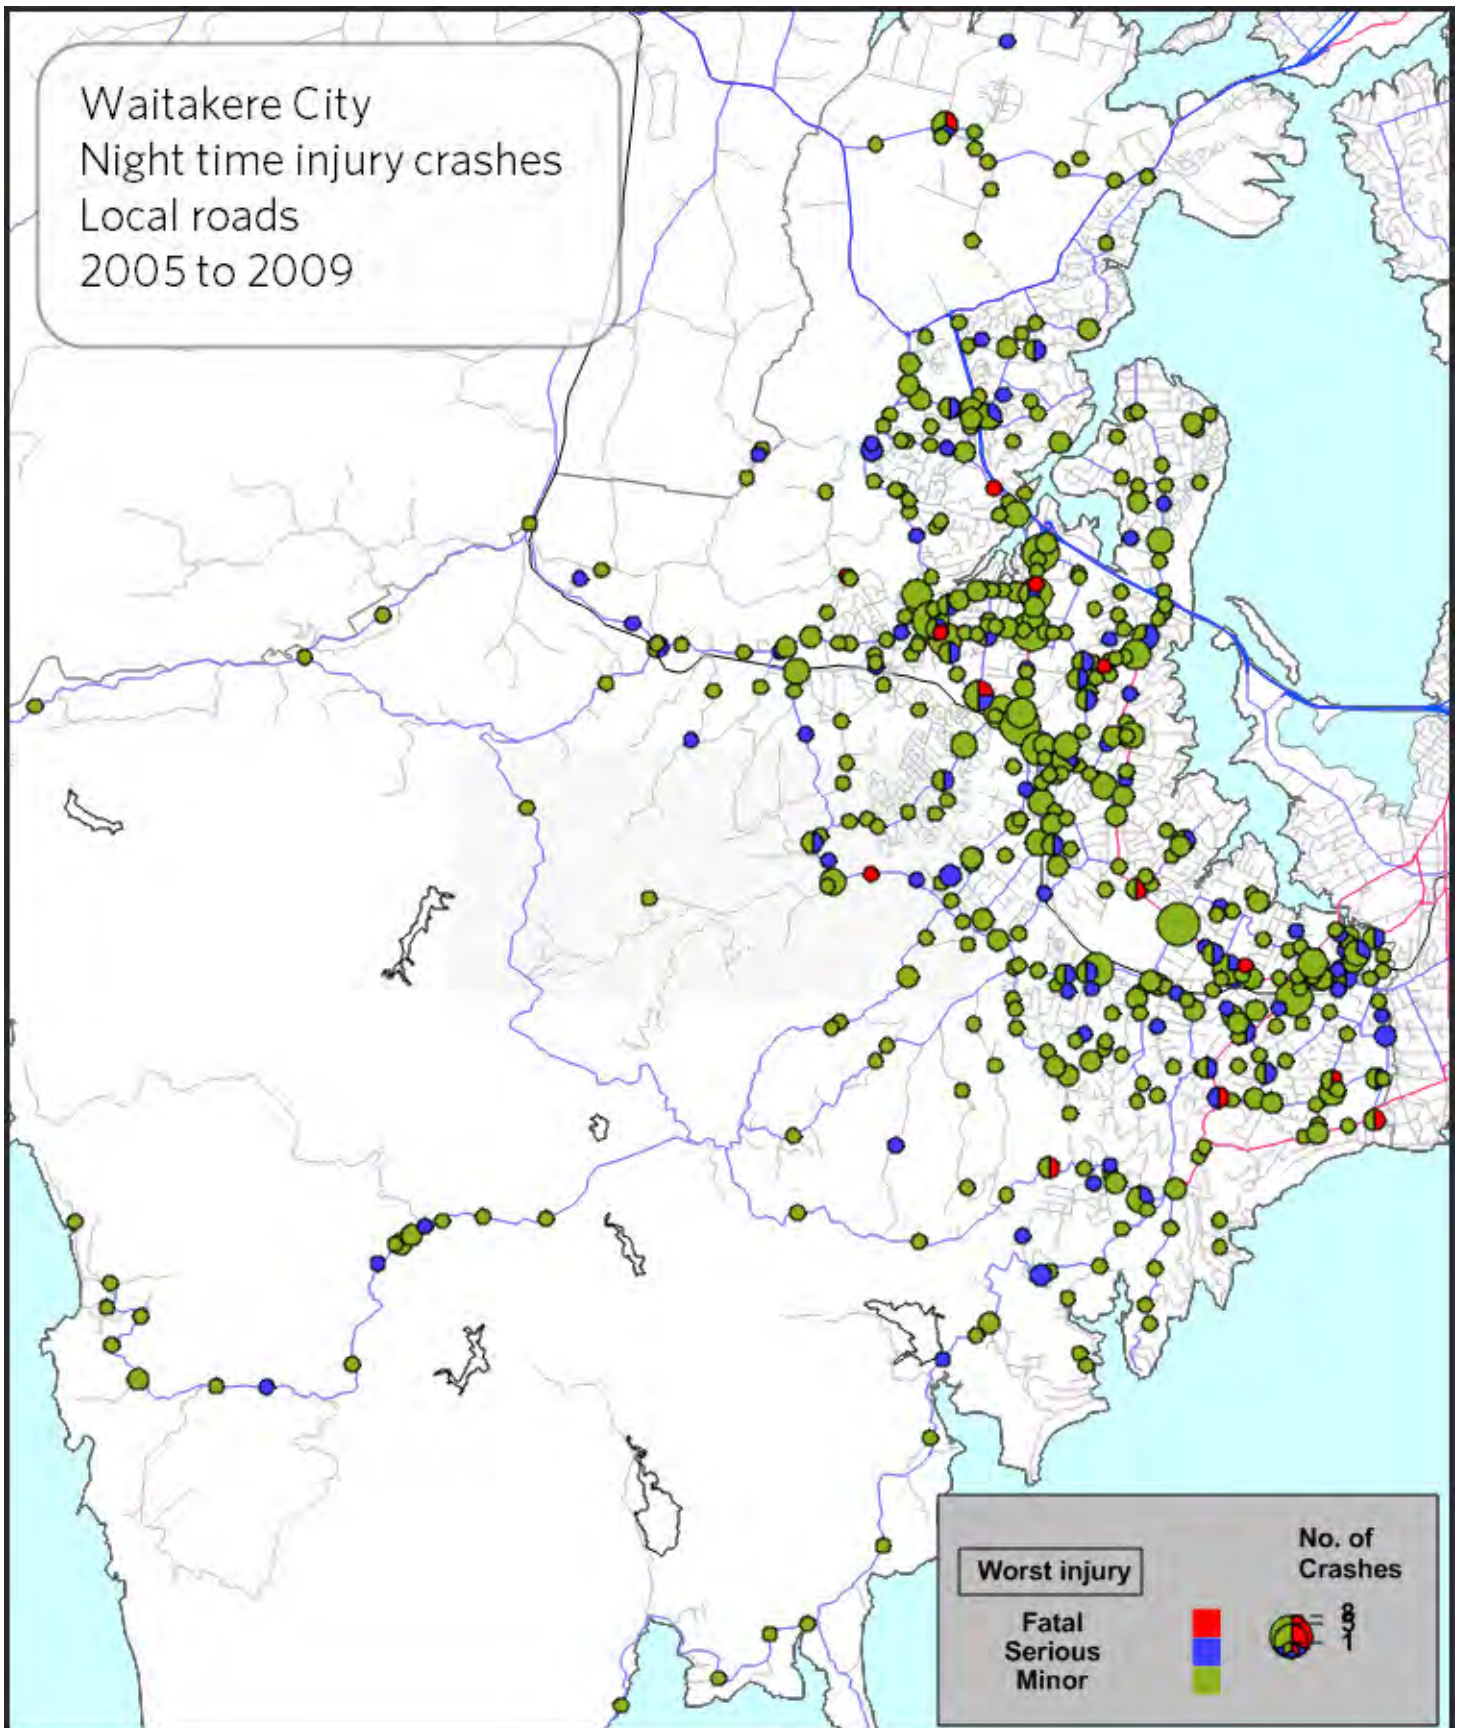 Waitakere City
Night time injury crashes
Local roads
2005 to 2009
No. of
Crashes
Worst injury
Fatal
Serious
Minor
8
1